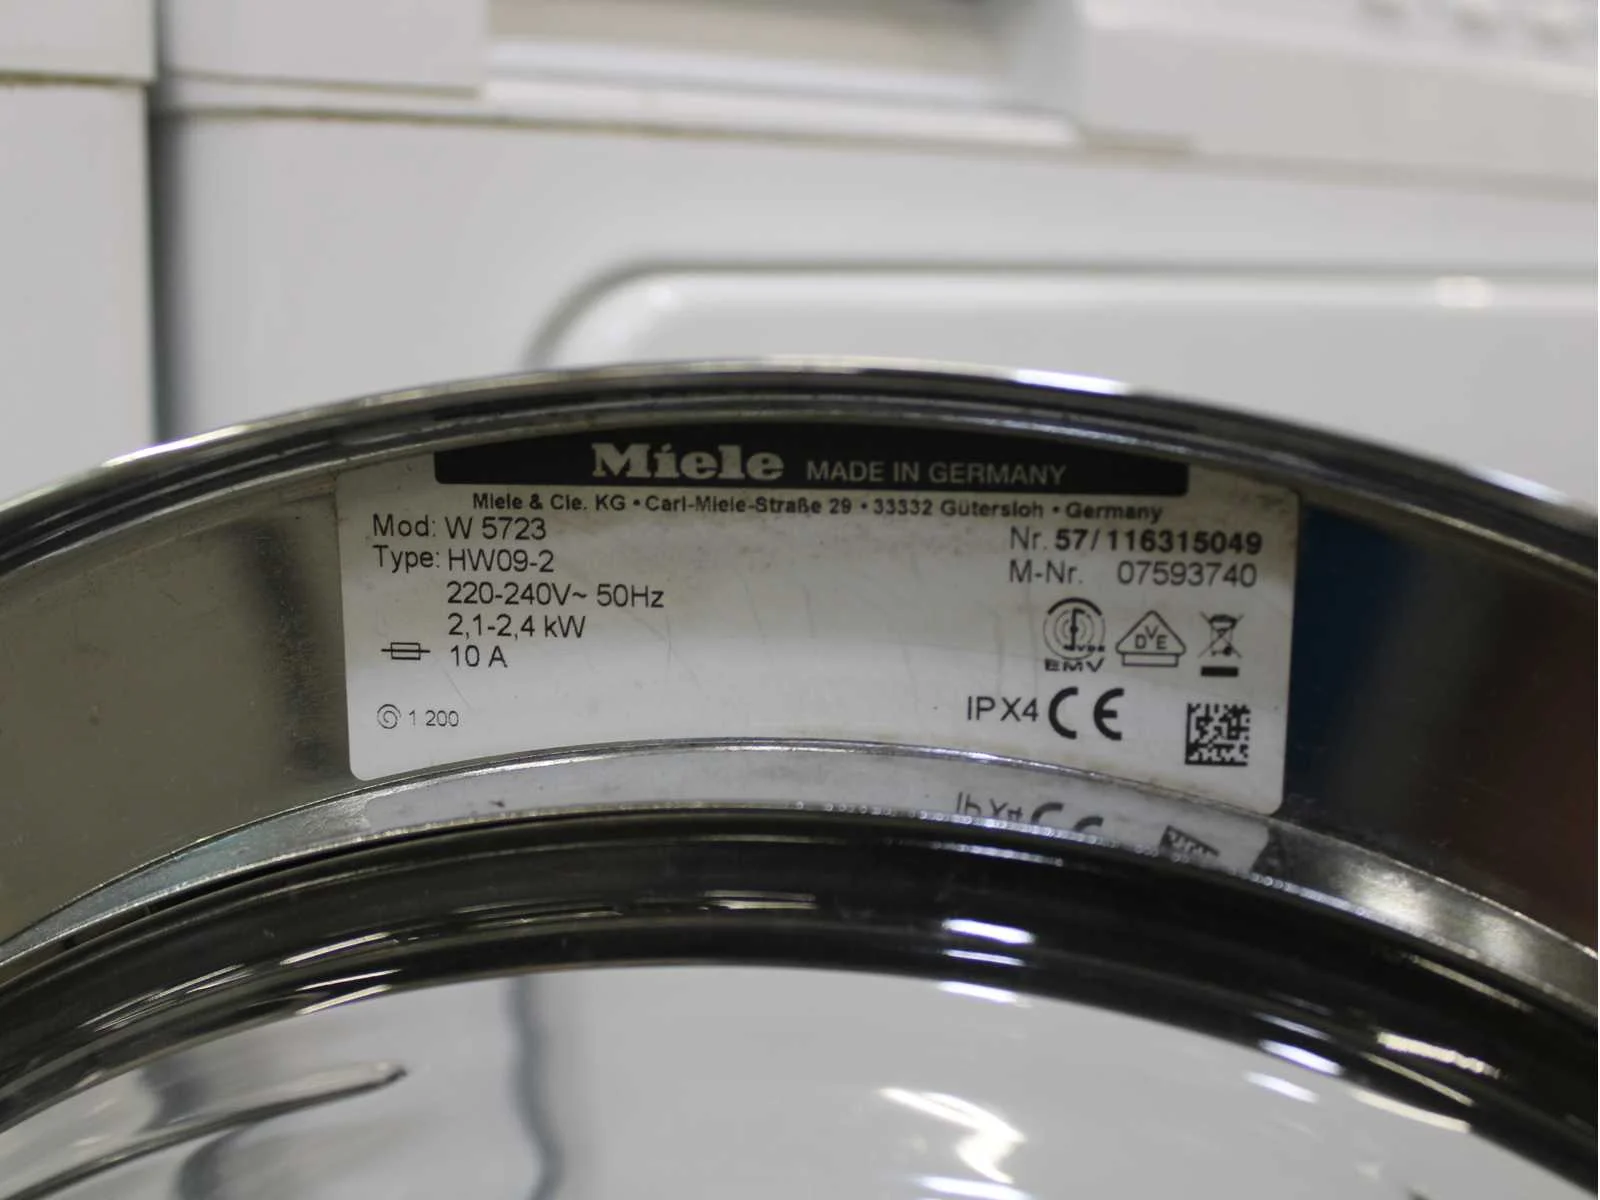 Miele MADE IN GERMANY
Miele & Cie. KG • Carl-Miele-Straße 29 • 33332 Gütersloh • Germany
Mod: W 5723
Nr. 57/116315049
Type: HW09-2
M-Nr. 07593740
220-240V~ 50Hz
2,1-2,4 kW
10 A
EMV
DVE
1 200
IPX4 CE